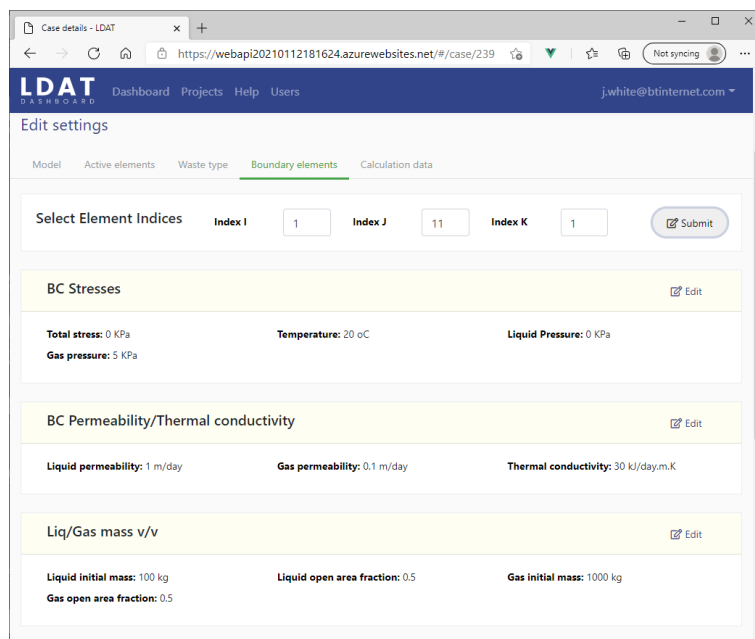 Case details - LDAT
https://webapi20210112181624.azurewebsites.net/#/case/239
Not syncing
LDAT
DASHBOARD
Dashboard Projects Help Users
j.white@btinternet.com
Edit settings
Model Active elements Waste type Boundary elements Calculation data
Select Element Indices Index I 1 Index J 11 Index K 1 Submit
BC Stresses Edit
Total stress: 0 KPa Temperature: 20 oC Liquid Pressure: 0 KPa
Gas pressure: 5 KPa
BC Permeability/Thermal conductivity Edit
Liquid permeability: 1 m/day Gas permeability: 0.1 m/day Thermal conductivity: 30 kJ/day.m.K
Liq/Gas mass v/v Edit
Liquid initial mass: 100 kg Liquid open area fraction: 0.5 Gas initial mass: 1000 kg
Gas open area fraction: 0.5